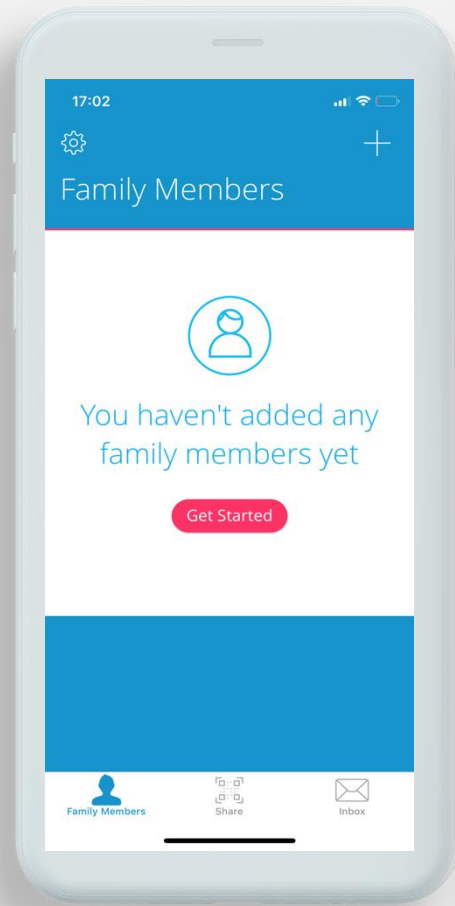 17:02
Family Members
You haven't added any
family members yet
Get Started
Family Members
Share
Inbox